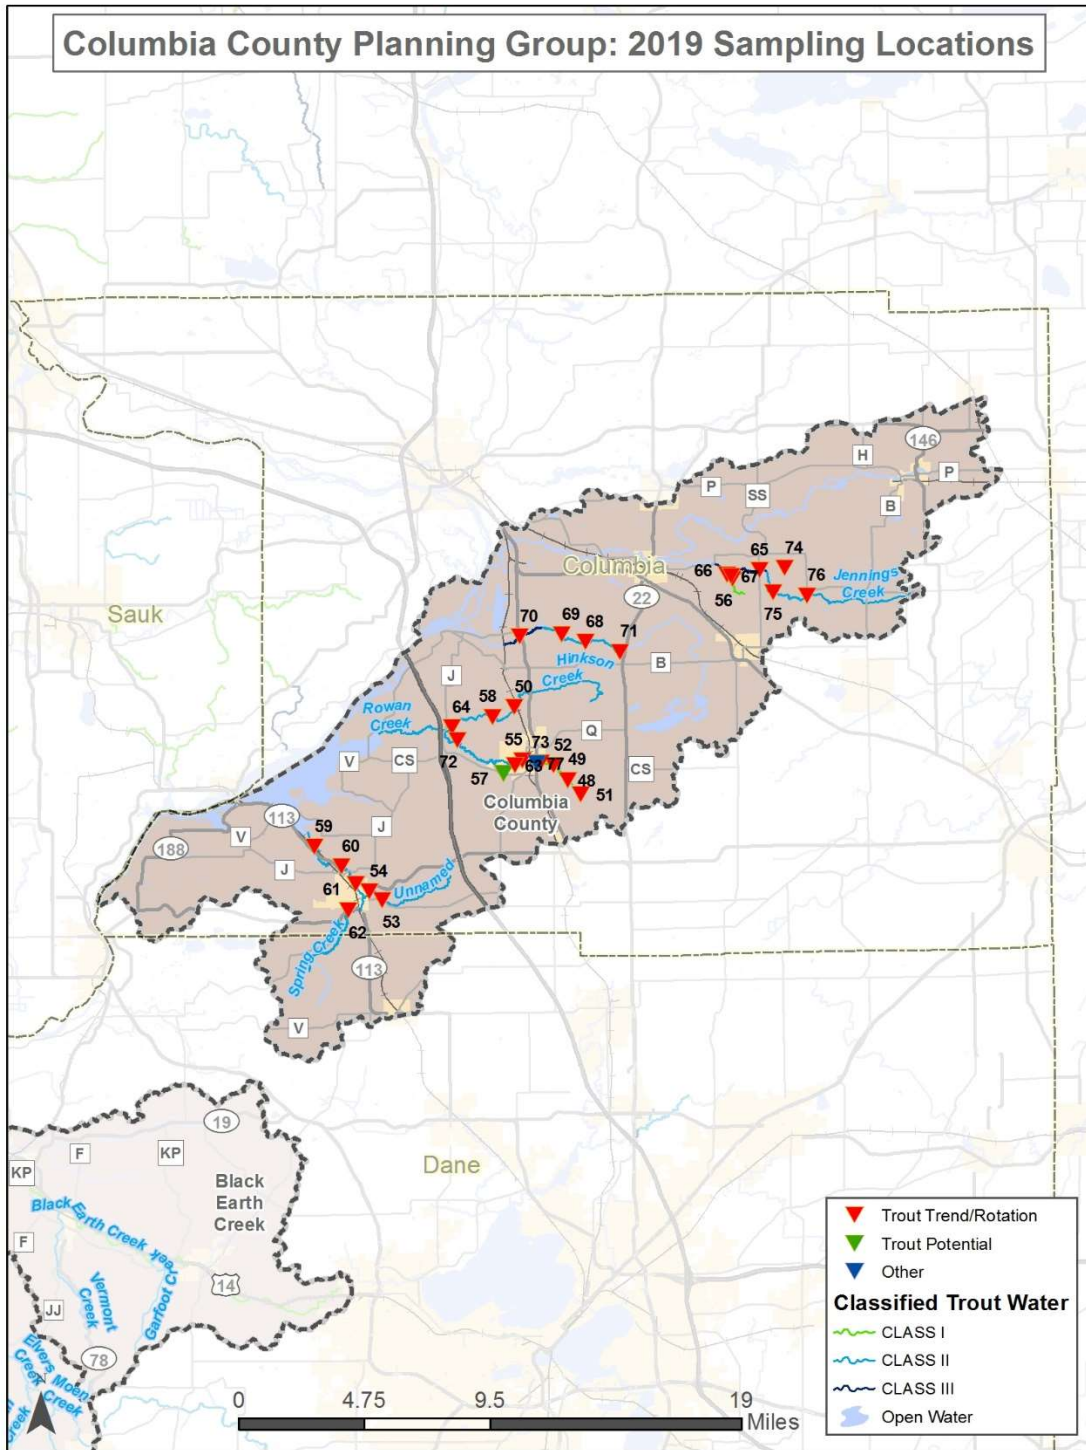 Columbia County Planning Group: 2019 Sampling Locations
146
H
P
P
SS
B
Columbia
65
74
66
67
76
Jennings
Creek
56
75
22
Sauk
70
69
68
71
Hinkson
Creek
B
J
50
58
64
Rowan
Creek
Q
55
73
52
V
CS
72
63
77
49
CS
57
48
51
Columbia
County
113
59
J
V
188
60
J
54
Unnamed
61
53
62
Spring Creek
113
V
19
F
KP
KP
Dane
Black
Earth
Creek
Black Earth Creek
F
Vermont
Creek
Garfoot Creek
14
JJ
78
Elvers
Creek
Moen
Creek
Creek
0
4.75
9.5
19
Miles
Trout Trend/Rotation
Trout Potential
Other
Classified Trout Water
CLASS I
CLASS II
CLASS III
Open Water